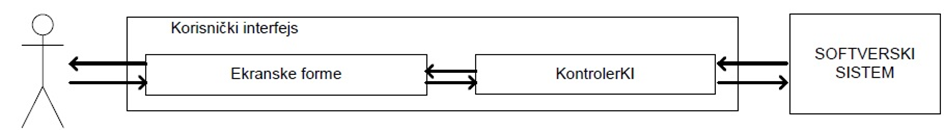 Korisnički interfejs
Ekranske forme
KontrolerKI
SOFTVERSKI
SISTEM